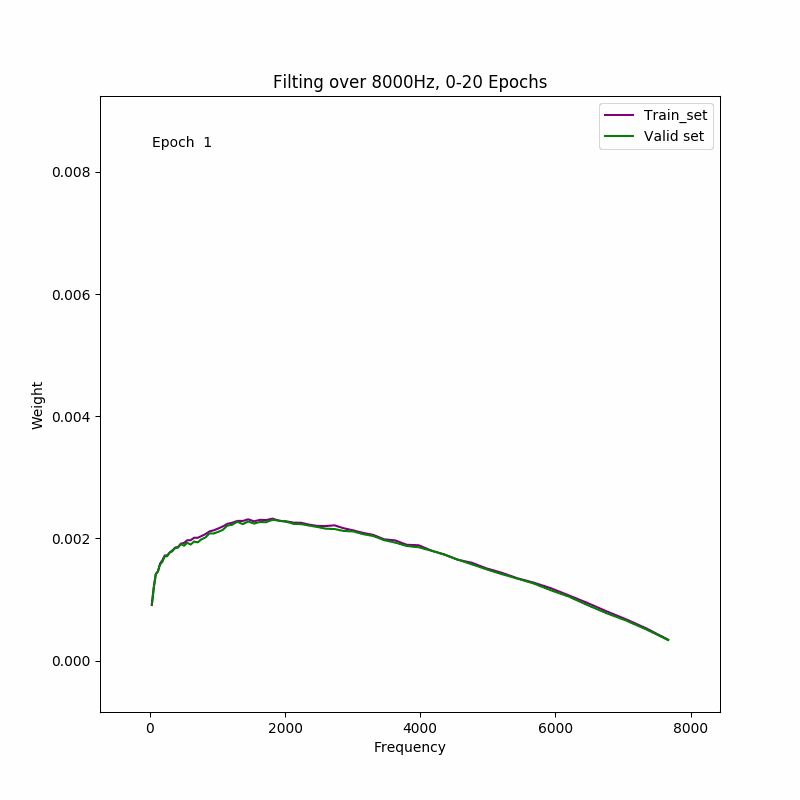 Filting over 8000Hz, 0-20 Epochs
Train_set
Valid set
Epoch  1
0.008
0.006
0.004
0.002
0.000
Weight
0
2000
4000
6000
8000
Frequency